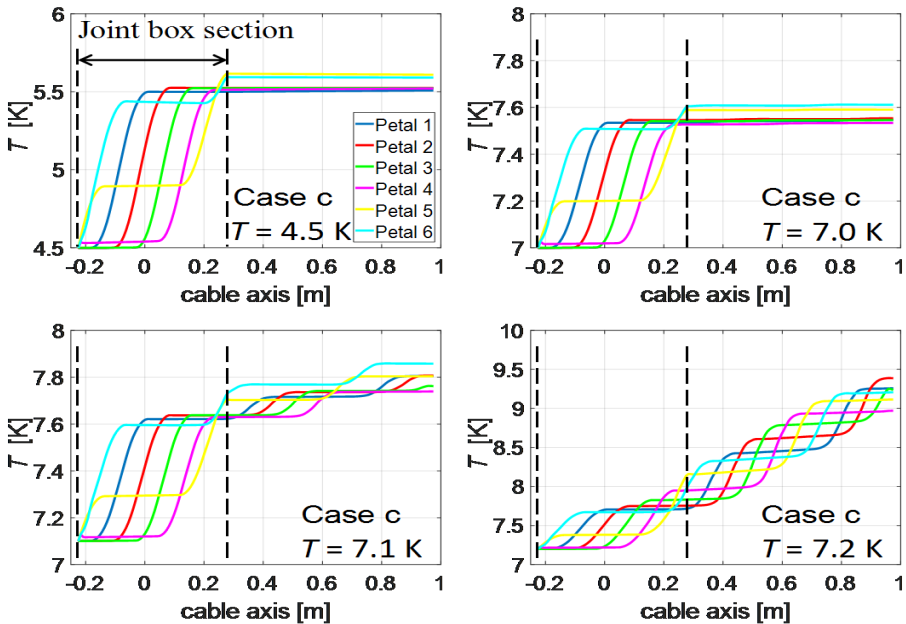 6
5.5
5
4.5
T [K]
Joint box section
Petal 1
Petal 2
Petal 3
Petal 4
Petal 5
Petal 6
Case c
T = 4.5 K
-0.2 0 0.2 0.4 0.6 0.8 1
cable axis [m]
8
7.8
7.6
7.4
7.2
7
T [K]
Case c
T = 7.0 K
-0.2 0 0.2 0.4 0.6 0.8 1
cable axis [m]
8
7.8
7.6
7.4
7.2
7
T [K]
Case c
T = 7.1 K
-0.2 0 0.2 0.4 0.6 0.8 1
cable axis [m]
10
9.5
9
8.5
8
7.5
7
T [K]
Case c
T = 7.2 K
-0.2 0 0.2 0.4 0.6 0.8 1
cable axis [m]